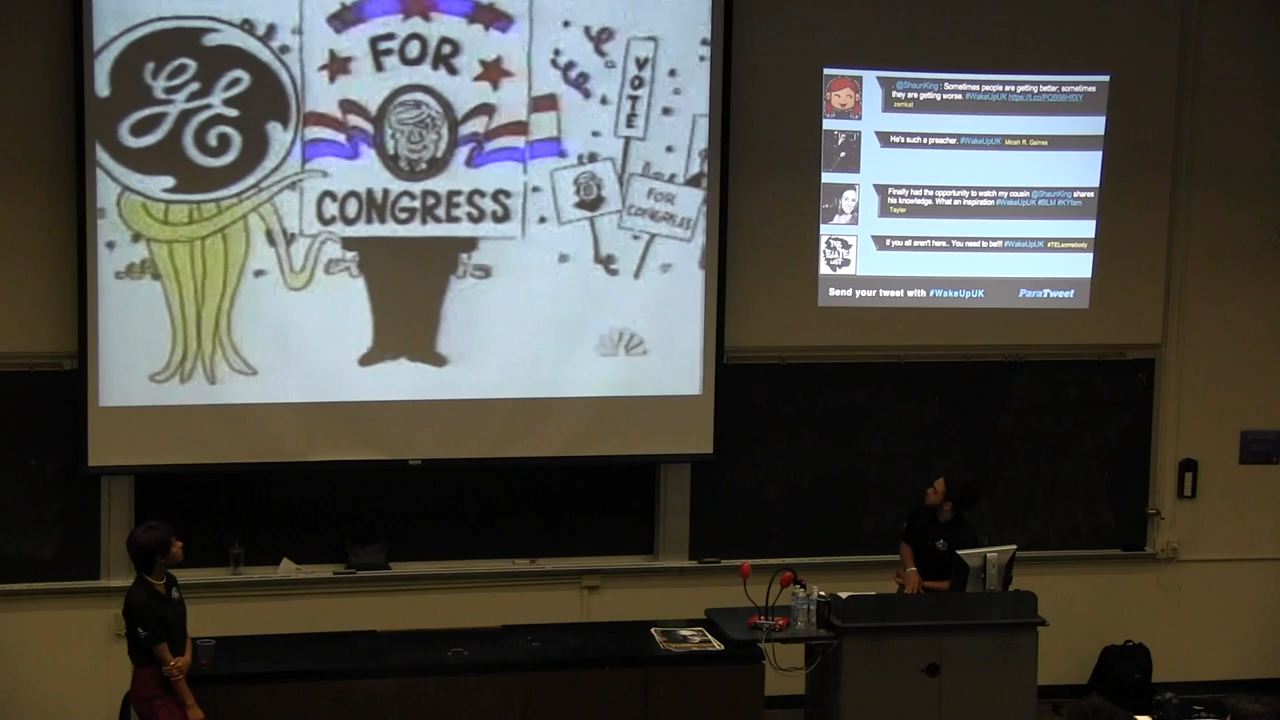 GE
FOR
CONGRESS
VOTE
FOR
CONGRESS
. @ShaunKing : Sometimes people are getting better; sometimes
they are getting worse. #WakeUpUK
zemkat
He's such a preacher. #WakeUpUK Micah R. Gaines
Finally had the opportunity to watch my cousin @ShaunKing shares
his knowledge. What an inspiration #WakeUpUK #BLM #KYfam
Tayler
If you all aren't here.. You need to be!!! #WakeUpUK #TELsomebody
Send your tweet with #WakeUpUK
ParaTweet